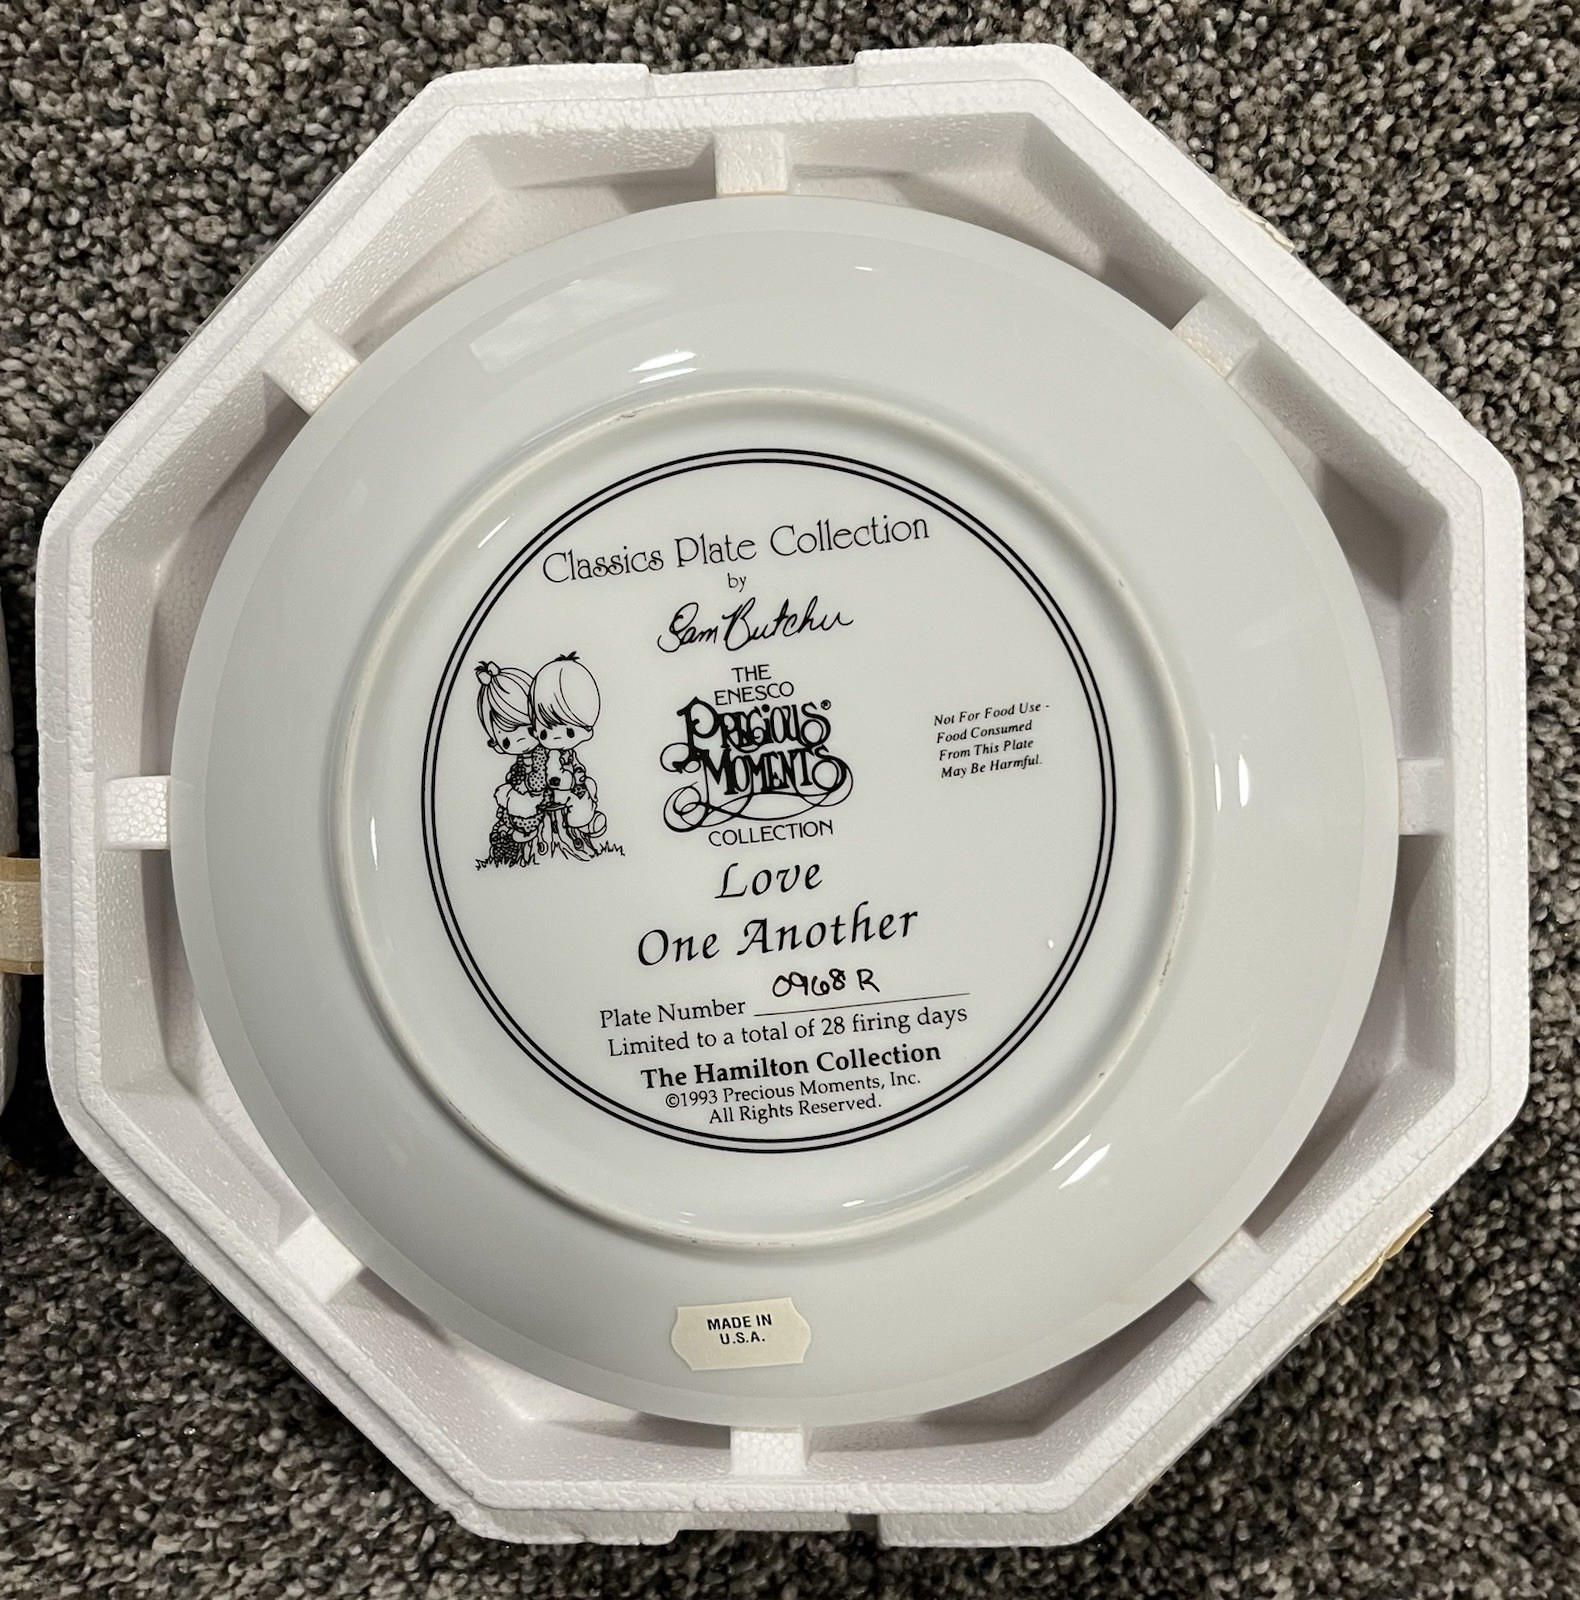 Classics Plate Collection
by
Sam Butcher
THE
ENESCO
PRECIOUS®
MOMENTS
COLLECTION
Not For Food Use -
Food Consumed
From This Plate
May Be Harmful.
Love
One Another
Plate Number 0968 R
Limited to a total of 28 firing days
The Hamilton Collection
©1993 Precious Moments, Inc.
All Rights Reserved.
MADE IN
U.S.A.